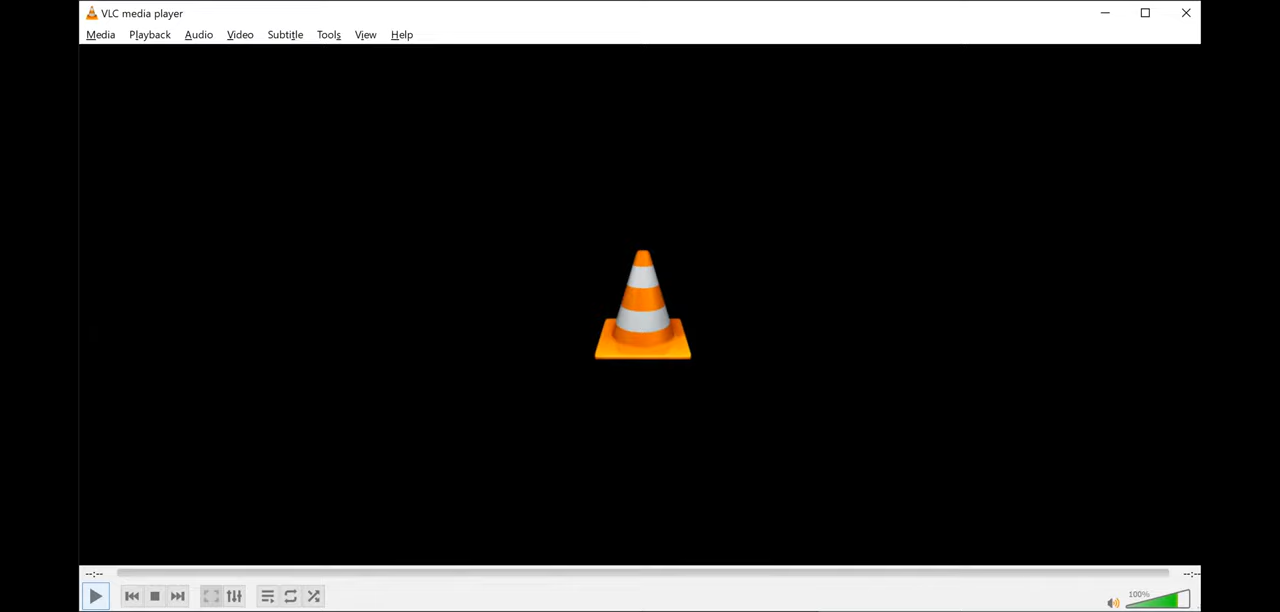 VLC media player
Media Playback Audio Video Subtitle Tools View Help
--:-- --:--
100%